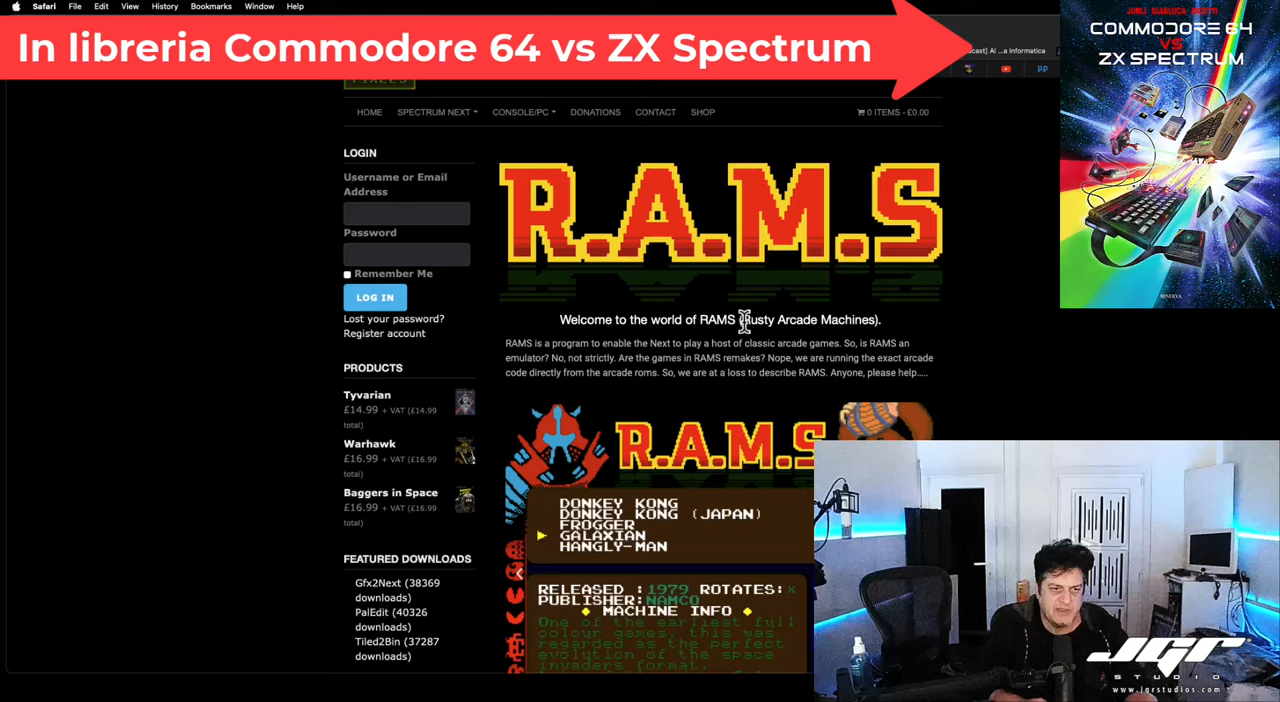 Safari File Edit View History Bookmarks Window Help
In libreria Commodore 64 vs ZX Spectrum
COMMODORE 64
VS
ZX SPECTRUM
MINERVA
PIXELS
HOME SPECTRUM NEXT CONSOLE/PC DONATIONS CONTACT SHOP 0 ITEMS - £0.00
LOGIN
Username or Email
Address
Password
Remember Me
LOG IN
Lost your password?
Register account
PRODUCTS
Tyvarian
£14.99 + VAT (£14.99
total)
Warhawk
£16.99 + VAT (£16.99
total)
Baggers in Space
£16.99 + VAT (£16.99
total)
FEATURED DOWNLOADS
Gfx2Next (38369
downloads)
PalEdit (40326
downloads)
Tiled2Bin (37287
downloads)
R.A.M.S
Welcome to the world of RAMS (Rusty Arcade Machines).
RAMS is a program to enable the Next to play a host of classic arcade games. So, is RAMS an
emulator? No, not strictly. Are the games in RAMS remakes? Nope, we are running the exact arcade
code directly from the arcade roms. So, we are at a loss to describe RAMS. Anyone, please help.....
R.A.M.S
DONKEY KONG
DONKEY KONG (JAPAN)
FROGGER
GALAXIAN
HANGLY-MAN
RELEASED :1979 ROTATES:x
PUBLISHER:NAMCO
MACHINE INFO
One of the earliest full
colour games, this was
regarded as the perfect
evolution of the space
invaders format.
JGR
STUDIO
www.jgrstudios.com